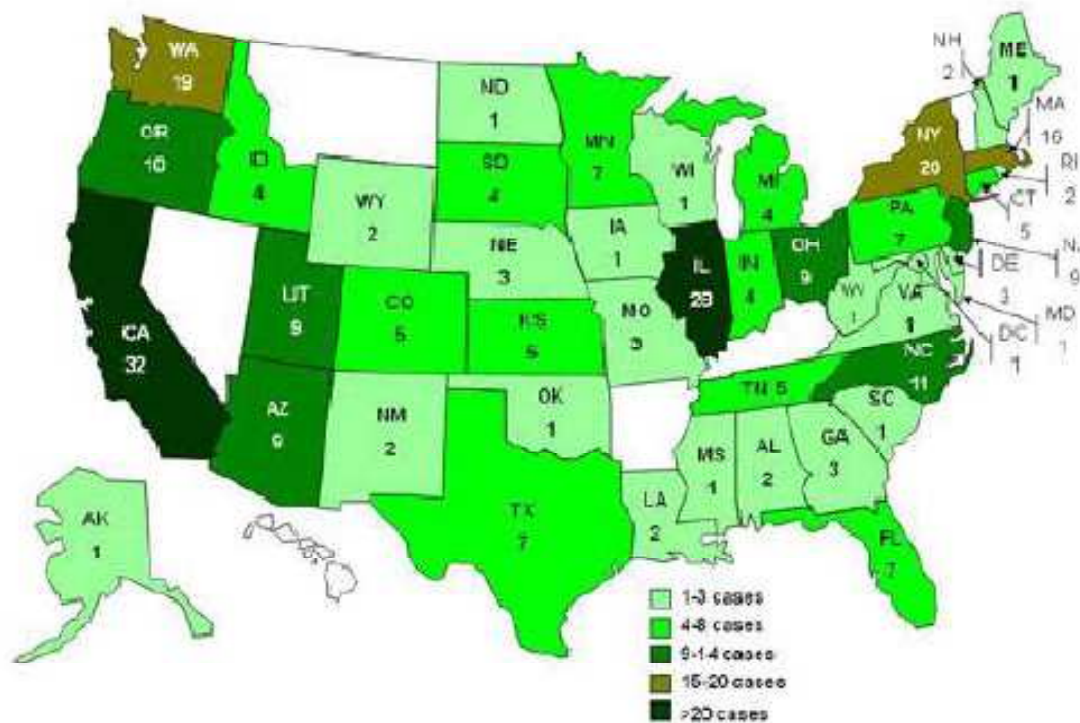 WA
19
OR
10
ID
4
CA
32
UT
9
AZ
9
WY
2
CO
5
NM
2
ND
1
SD
4
NE
3
KS
5
OK
1
TX
7
MN
7
IA
1
MO
3
LA
2
WI
1
IL
MI
4
IN
4
OH
9
TN 5
MS
1
AL
2
GA
3
FL
7
SC
1
NC
11
VA
WV
1
PA
7
NY
20
ME
1
NH
2
MA
RI
2
CT
5
9
DE
3
MD
1
DC
1
AK
1
1-3 cases
4-8 cases
9-14 cases
15-20 cases
>20 cases